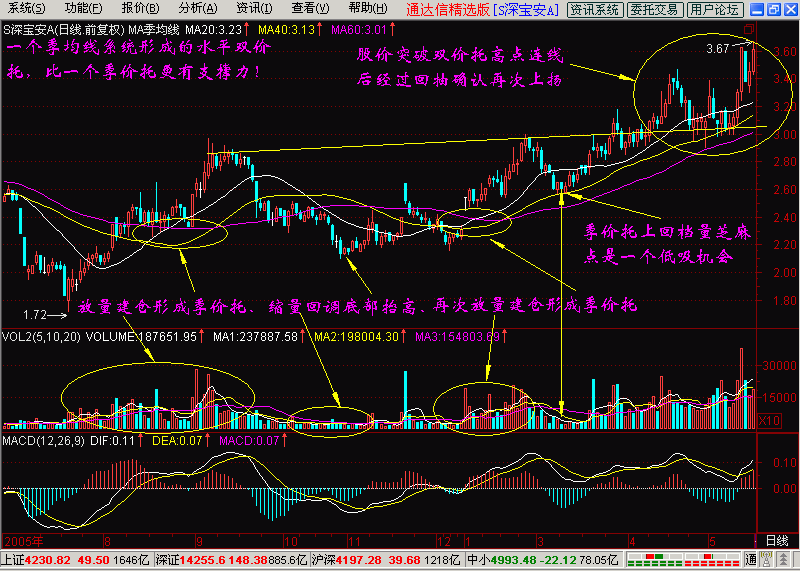 系统(S) 功能(F) 报价(B) 分析(A) 资讯(I) 查看(V) 帮助(H) 通达信精选版 [S深宝安A] 资讯系统 委托交易 用户论坛
S深宝安A(日线.前复权) MA季均线 MA20:3.23↑ MA40:3.13↑ MA60:3.01↑
一个季均线系统形成的水平双价
托，比一个季价托更有支撑力！
股价突破双价托高点连线
后经过回抽确认再次上扬
3.67
3.60
3.40
3.20
3.00
2.80
2.60
2.40
2.20
2.00
1.80
季价托上回档量芝麻
点是一个低吸机会
放量建仓形成季价托、缩量回调底部抬高、再次放量建仓形成季价托
1.72
VOL2(5,10,20) VOLUME:187651.95↑ MA1:237887.58↑ MA2:198004.30↑ MA3:154803.69↑
30000
15000
X10
MACD(12,26,9) DIF:0.11↑ DEA:0.07↑ MACD:0.07↑
0.10
0.00
2005年 8 9 10 11 12 1 3 4 5 日线
上证4230.82 49.50 1646亿 深证14255.6 148.38 885.6亿 沪深4197.28 39.68 1218亿 中小4993.48 -22.12 78.05亿 通